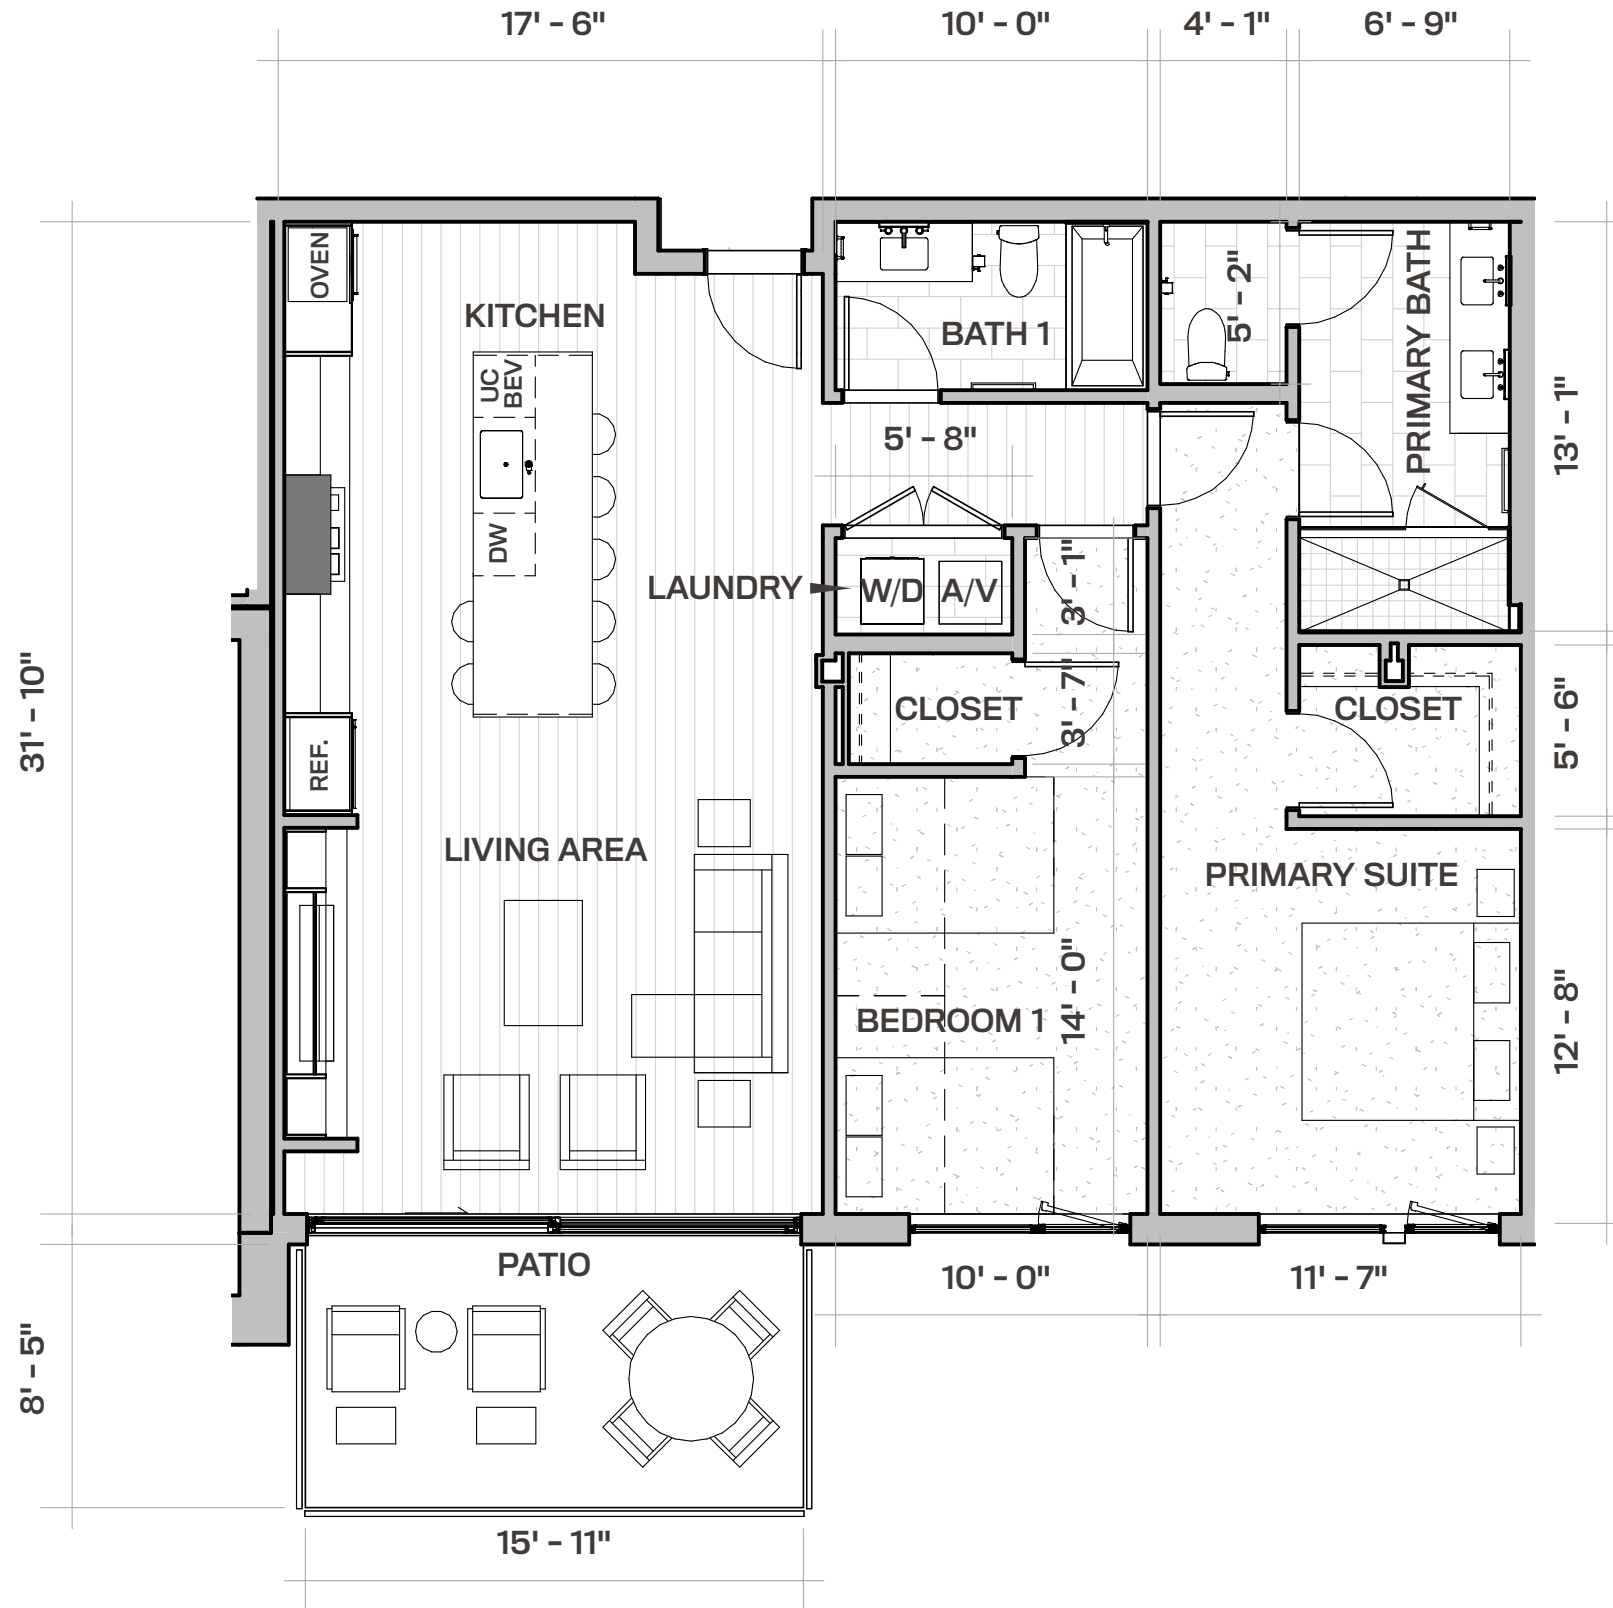 17' - 6"
10' - 0"
4' - 1"
6' - 9"
OVEN
KITCHEN
BATH 1
5' - 2"
PRIMARY BATH
UC
BEV
5' - 8"
13' - 1"
DW
LAUNDRY
W/D
A/V
3' - 1"
31' - 10"
REF.
CLOSET
3' - 7"
CLOSET
5' - 6"
LIVING AREA
PRIMARY SUITE
BEDROOM 1
14' - 0"
12' - 8"
PATIO
10' - 0"
11' - 7"
8' - 5"
15' - 11"